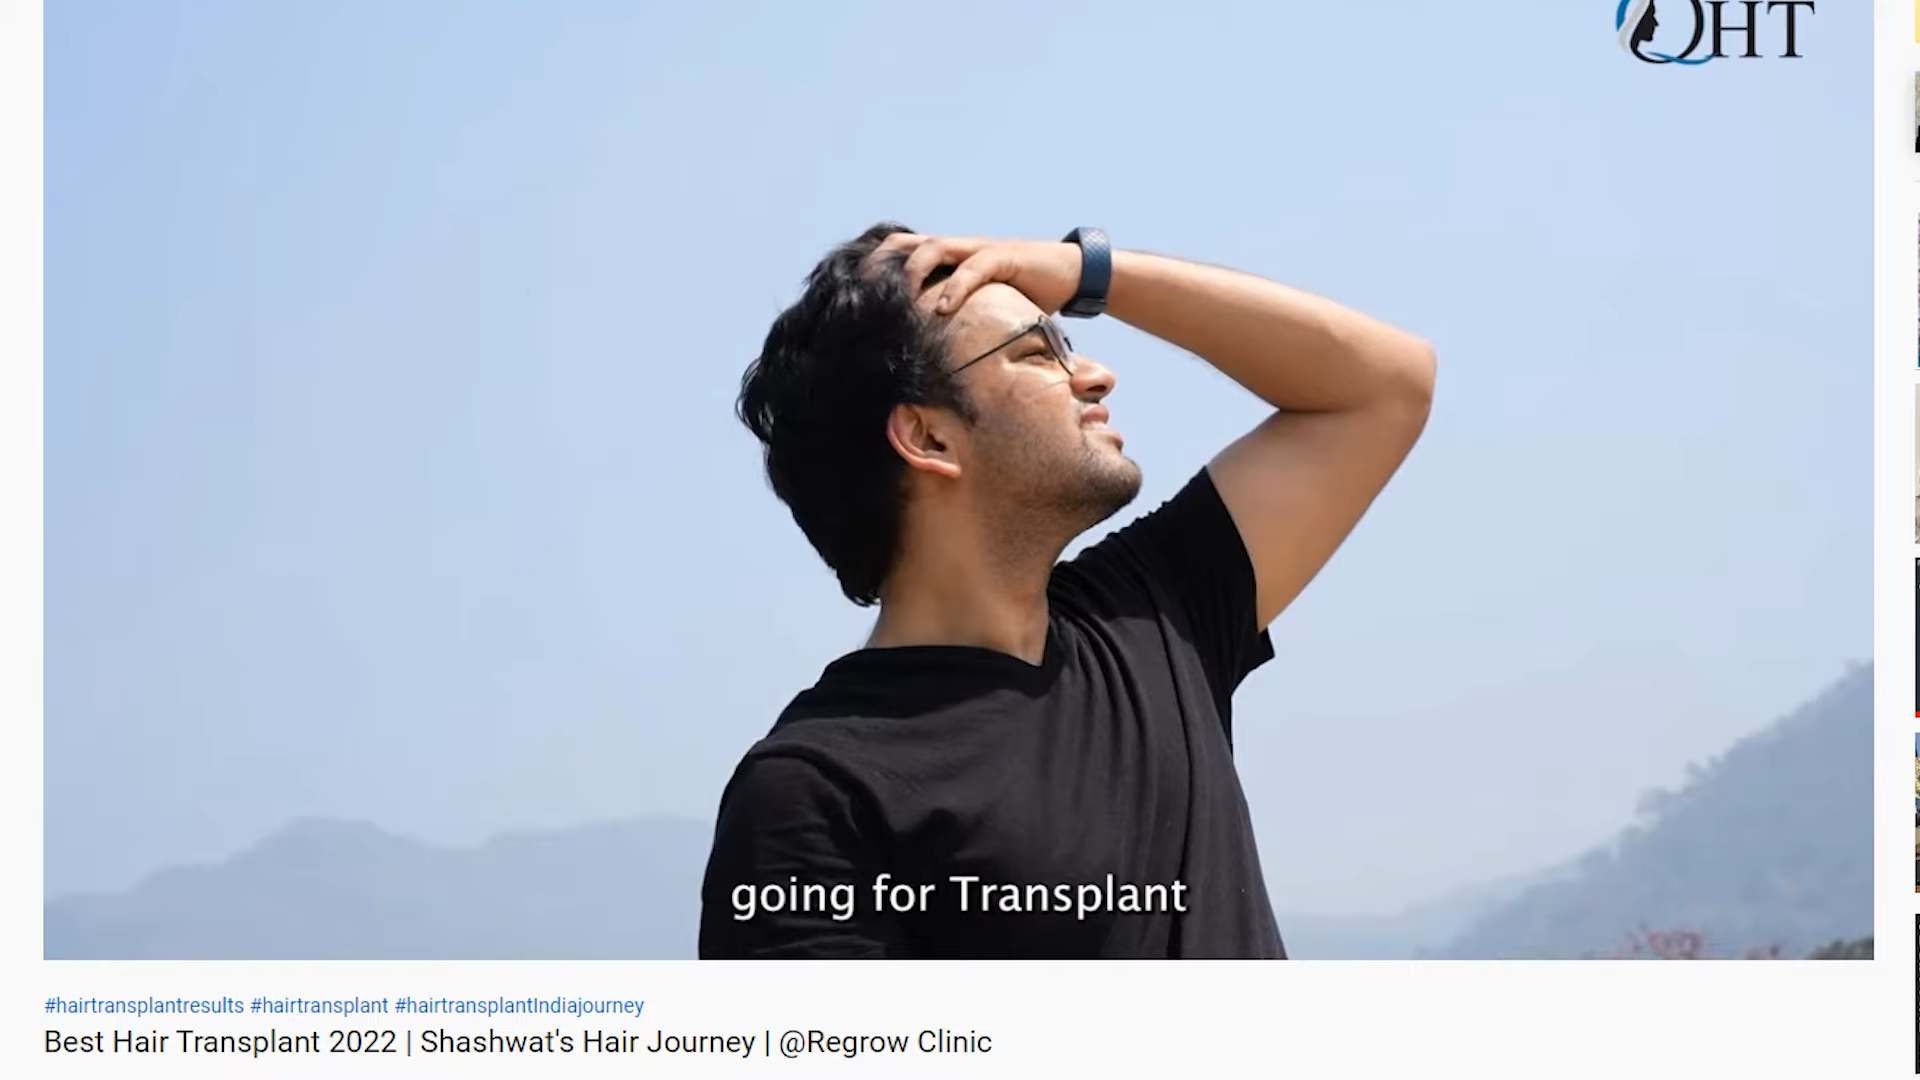 QHT
going for Transplant
#hairtransplantresults #hairtransplant #hairtransplantIndiajourney
Best Hair Transplant 2022 | Shashwat's Hair Journey | @Regrow Clinic